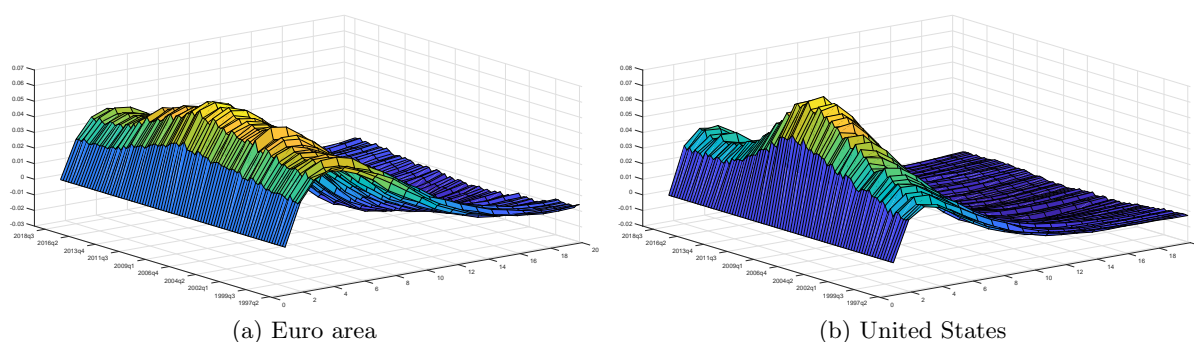 0.07
0.06
0.05
0.04
0.03
0.02
0.01
0
-0.01
-0.02
-0.03
2018q3
2016q2
2013q4
2011q3
2009q1
2006q4
2004q2
2002q1
1999q3
1997q2
0
2
4
6
8
10
12
14
16
18
20
(a) Euro area
0.08
0.07
0.06
0.05
0.04
0.03
0.02
0.01
0
-0.01
-0.02
2018q3
2016q2
2013q4
2011q3
2009q1
2006q4
2004q2
2002q1
1999q3
1997q2
0
2
4
6
8
10
12
14
16
18
20
(b) United States